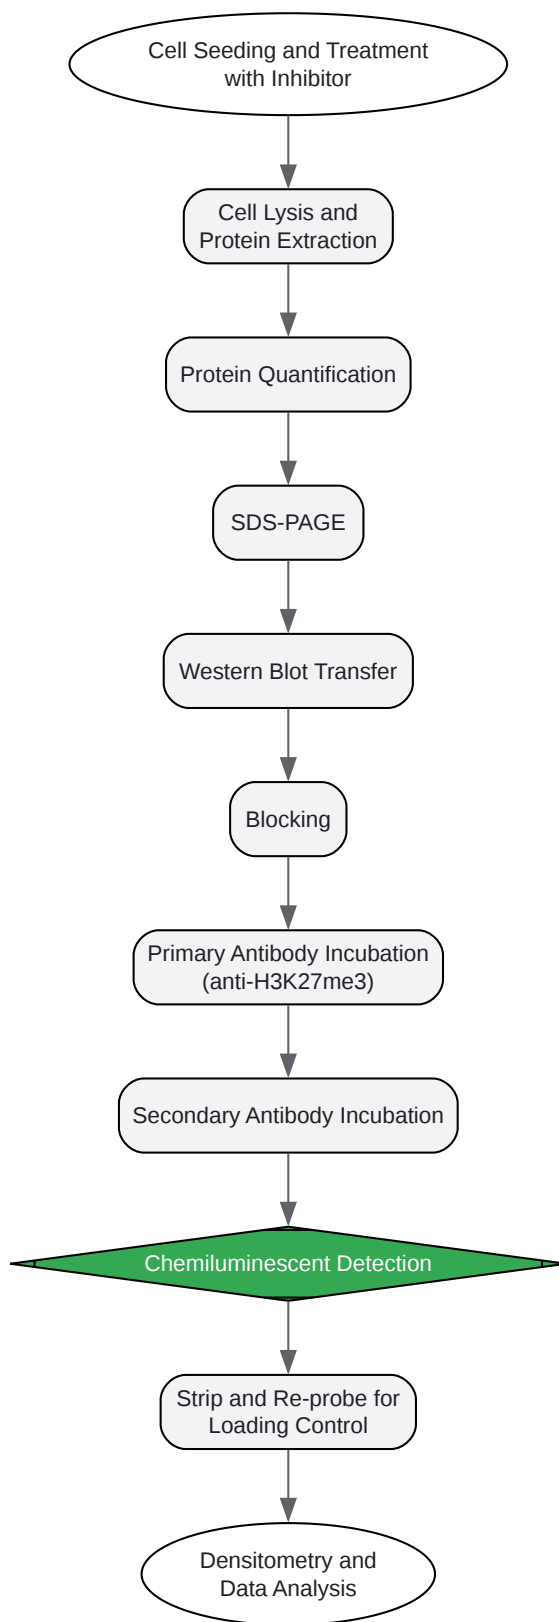 Cell Seeding and Treatment
with Inhibitor
Cell Lysis and
Protein Extraction
Protein Quantification
SDS-PAGE
Western Blot Transfer
Blocking
Primary Antibody Incubation
(anti-H3K27me3)
Secondary Antibody Incubation
Chemiluminescent Detection
Strip and Re-probe for
Loading Control
Densitometry and
Data Analysis